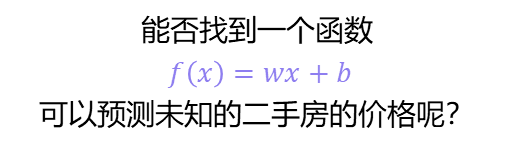 能否找到一个函数
f(x) = wx + b
可以预测未知的二手房的价格呢?